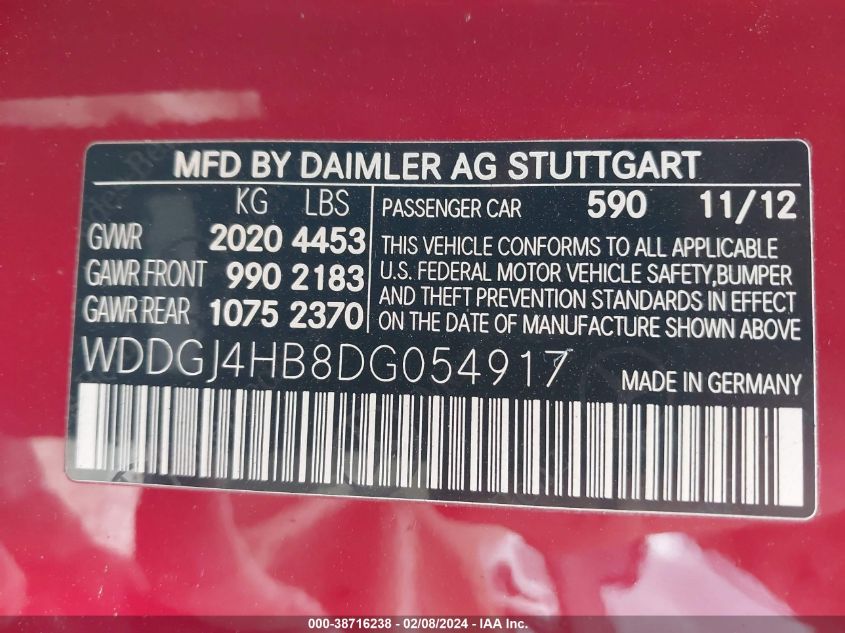 MFD BY DAIMLER AG STUTTGART
KG LBS
GVWR 2020 4453
GAWR FRONT 990 2183
GAWR REAR 1075 2370
PASSENGER CAR 590 11/12
THIS VEHICLE CONFORMS TO ALL APPLICABLE
U.S. FEDERAL MOTOR VEHICLE SAFETY,BUMPER
AND THEFT PREVENTION STANDARDS IN EFFECT
ON THE DATE OF MANUFACTURE SHOWN ABOVE
WDDGJ4HB8DG054917
MADE IN GERMANY
000-38716238 - 02/08/2024 - IAA Inc.